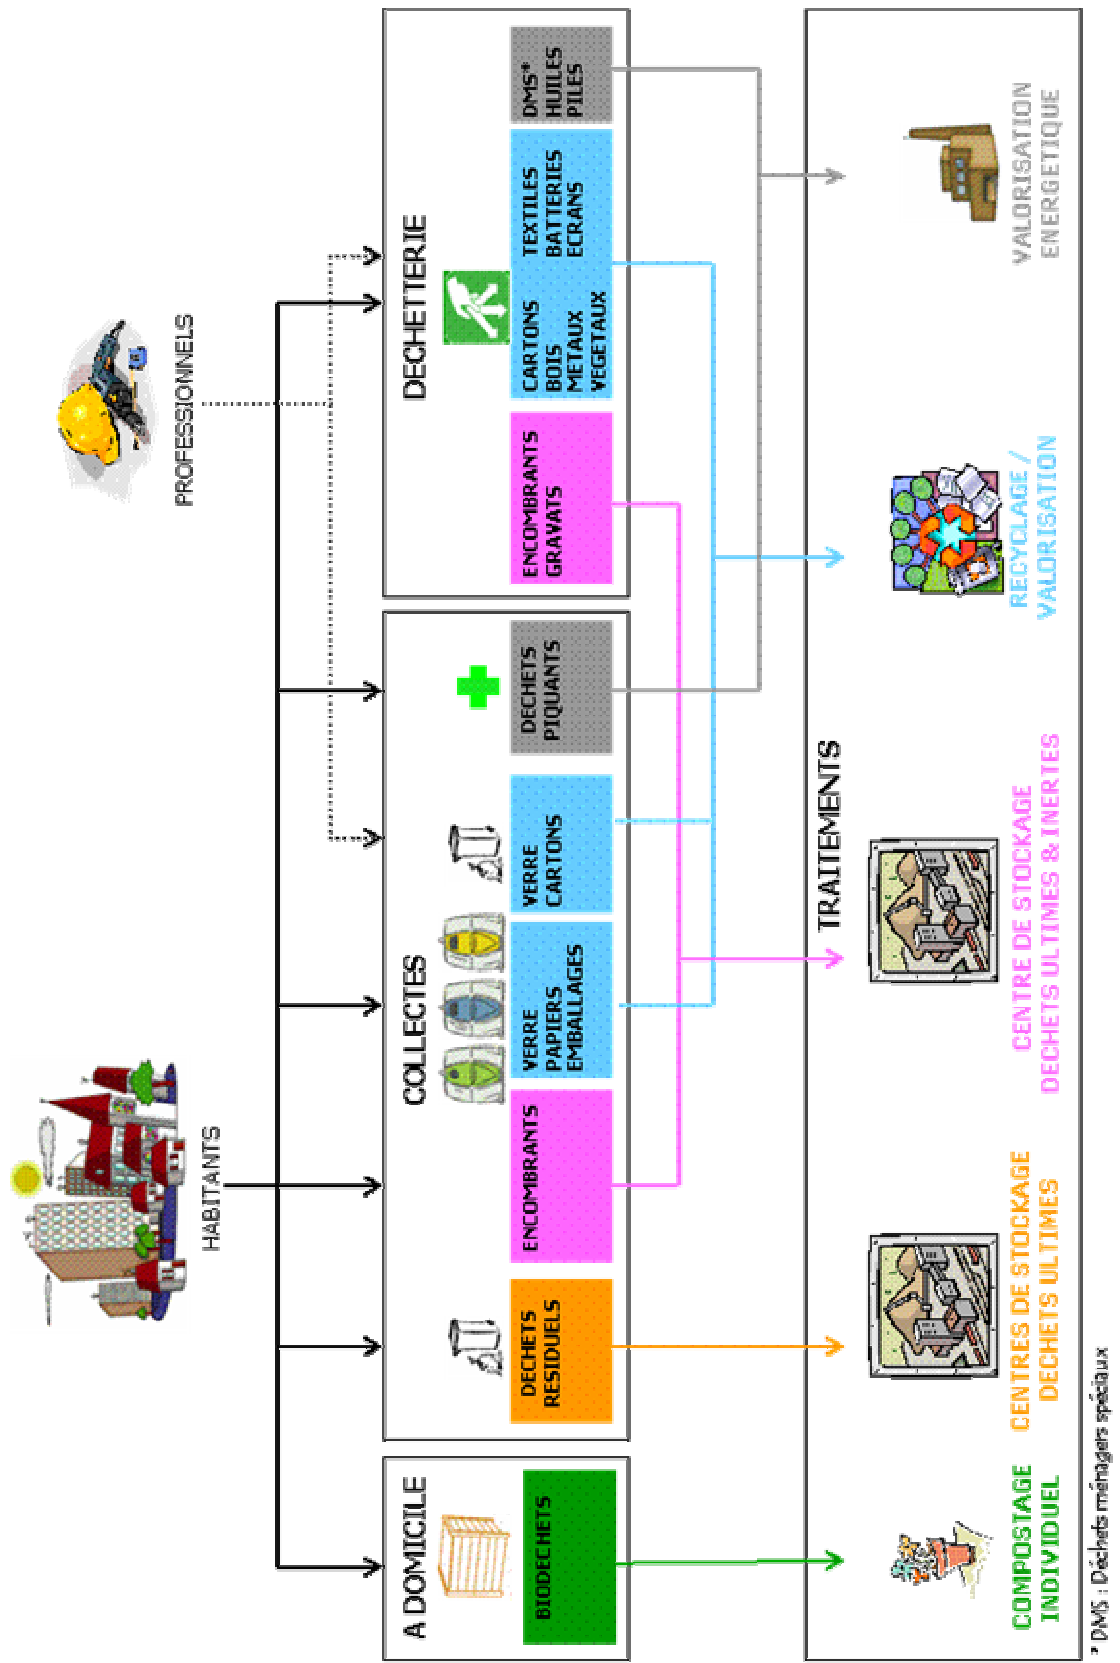 HABITANTS
PROFESSIONNELS
A DOMICILE
BIODECHETS
COLLECTES
DECHETS
RESIDUELS
ENCOMBRANTS
VERRE
PAPIERS
EMBALLAGES
VERRE
CARTONS
DECHETS
PIQUANTS
DECHETTERIE
ENCOMBRANTS
GRAVATS
CARTONS
BOIS
METAUX
VEGETAUX
TEXTILES
BATTERIES
ECRANS
DMS*
HUILES
PILES
TRAITEMENTS
COMPOSTAGE
INDIVIDUEL
CENTRES DE STOCKAGE
DECHETS ULTIMES
CENTRE DE STOCKAGE
DECHETS ULTIMES & INERTES
RECYCLAGE /
VALORISATION
VALORISATION
ENERGETIQUE
* DMS : Déchets ménagers spéciaux